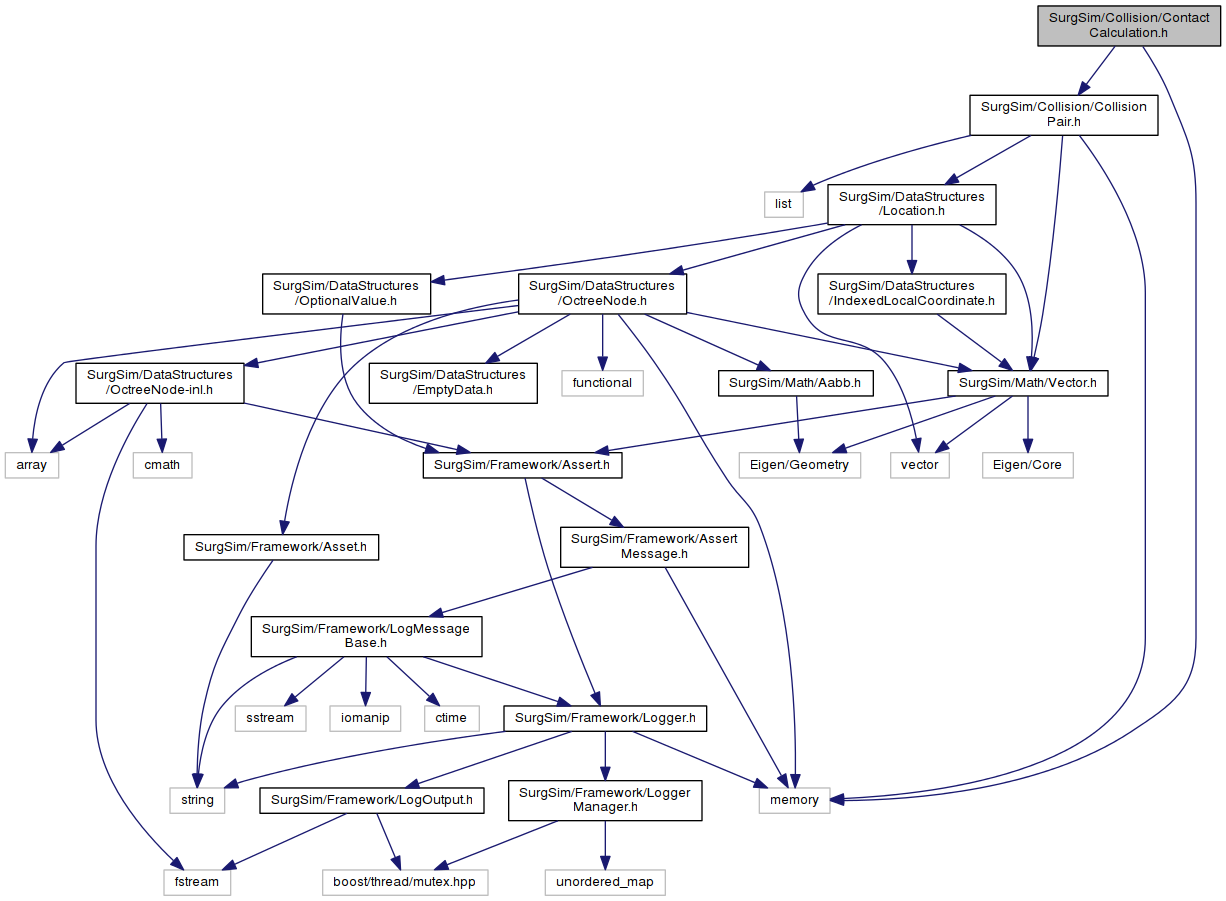 SurgSim/Collision/Contact
Calculation.h
SurgSim/Collision/Collision
Pair.h
list
SurgSim/DataStructures
/Location.h
SurgSim/DataStructures
/OptionalValue.h
SurgSim/DataStructures
/OctreeNode.h
SurgSim/DataStructures
/IndexedLocalCoordinate.h
SurgSim/DataStructures
/OctreeNode-inl.h
SurgSim/DataStructures
/EmptyData.h
functional
SurgSim/Math/Aabb.h
SurgSim/Math/Vector.h
array
cmath
SurgSim/Framework/Assert.h
Eigen/Geometry
vector
Eigen/Core
SurgSim/Framework/Asset.h
SurgSim/Framework/Assert
Message.h
SurgSim/Framework/LogMessage
Base.h
sstream
iomanip
ctime
SurgSim/Framework/Logger.h
string
SurgSim/Framework/LogOutput.h
SurgSim/Framework/Logger
Manager.h
memory
fstream
boost/thread/mutex.hpp
unordered_map